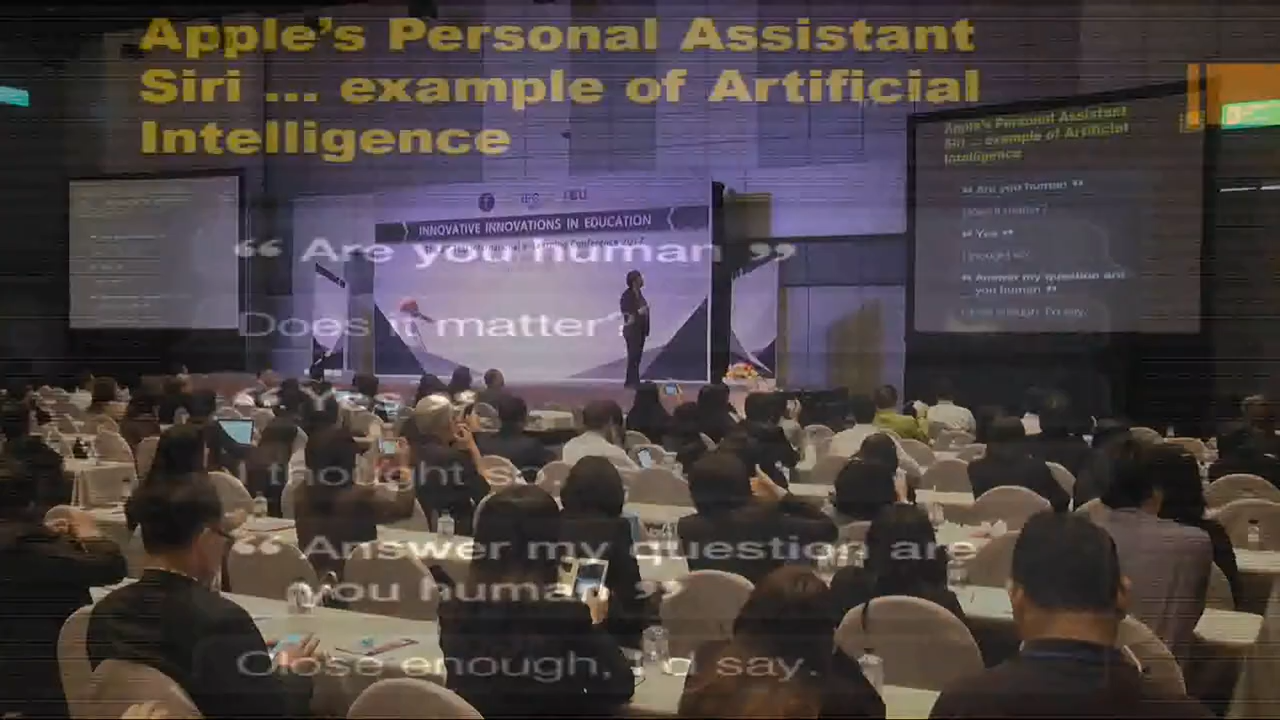 Apple's Personal Assistant
Siri ... example of Artificial
Intelligence
“ Are you human ”
Does it matter?
“ Yes ”
I thought so.
“ Answer my question are
you human ”
Close enough, I'd say.
INNOVATIVE INNOVATIONS IN EDUCATION
Conference 2017
Apple's Personal Assistant
Siri ... example of Artificial
Intelligence
“ Are you human ”
Does it matter?
“ Yes ”
I thought so.
“ Answer my question are
you human ”
Close enough, I'd say.